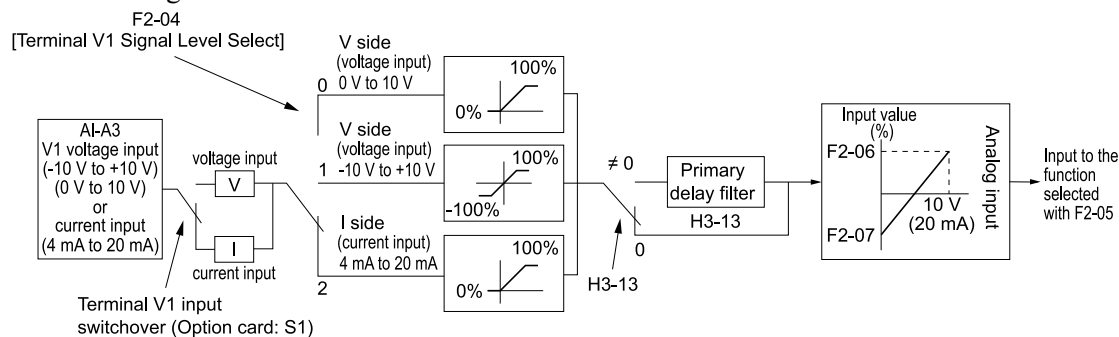 F2-04
[Terminal V1 Signal Level Select]
AI-A3
V1 voltage input
(-10 V to +10 V)
(0 V to 10 V)
or
current input
(4 mA to 20 mA)
voltage input
V
I
current input
Terminal V1 input
switchover (Option card: S1)
0
V side
(voltage input)
0 V to 10 V
100%
0%
1
V side
(voltage input)
-10 V to +10 V
100%
-100%
2
I side
(current input)
4 mA to 20 mA
100%
0%
≠ 0
0
H3-13
Primary
delay filter
H3-13
Input value
(%)
F2-06
F2-07
10 V
(20 mA)
Analog input
Input to the
function
selected
with F2-05